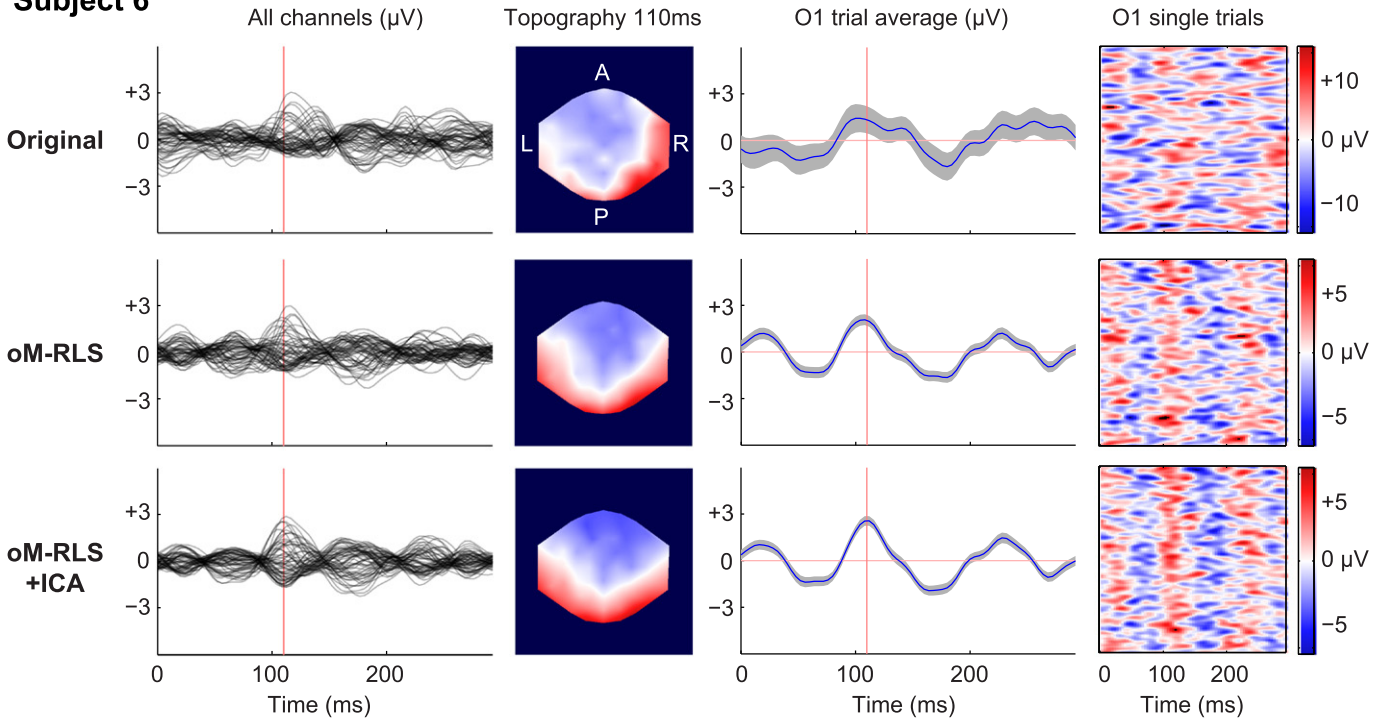 Subject 6
All channels (µV)
Topography 110ms
O1 trial average (µV)
O1 single trials
Original
+3
0
−3
A
L
R
P
+3
0
−3
+10
0 µV
−10
oM-RLS
+3
0
−3
+3
0
−3
+5
0 µV
−5
oM-RLS
+ICA
+3
0
−3
+3
0
−3
+5
0 µV
−5
0 100 200
0 100 200
0 100 200
Time (ms)
Time (ms)
Time (ms)